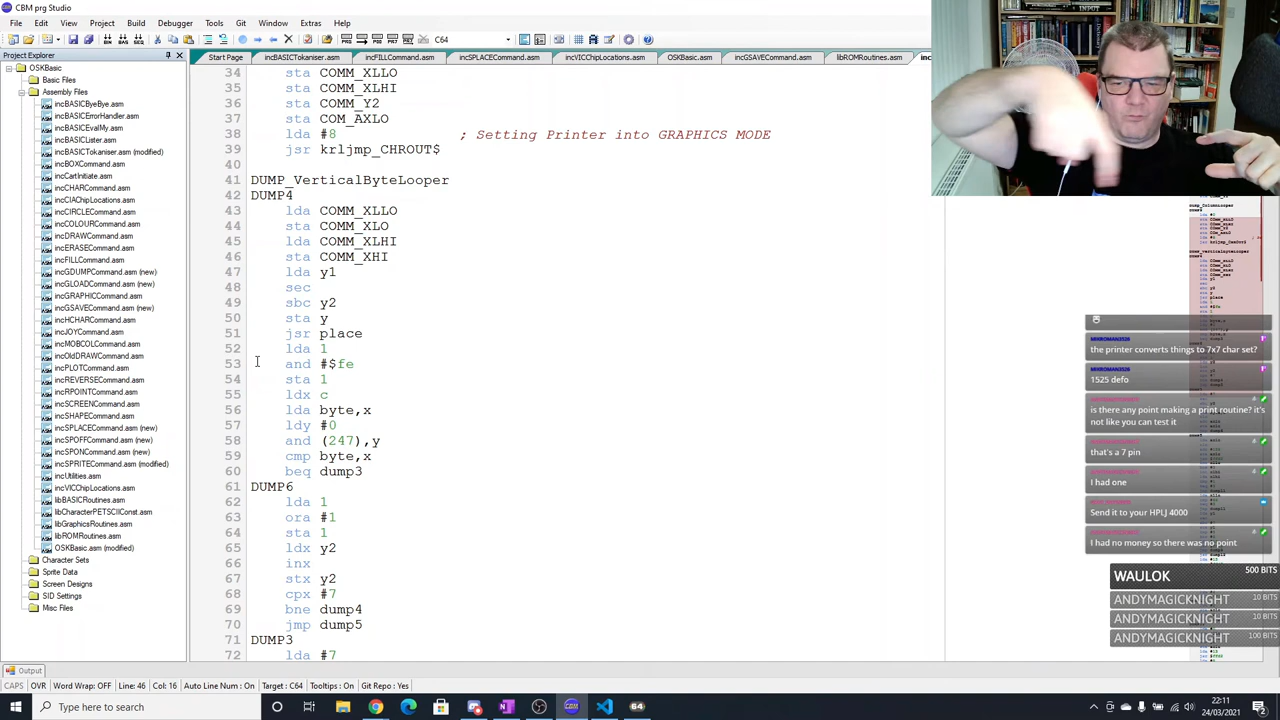 CBM prg Studio
File Edit View Project Build Debugger Tools Git Window Extras Help
C64
Project Explorer
Start Page incBASICTokaniser.asm incFILLCommand.asm incSPLACECommand.asm incVICChipLocations.asm OSKBasic.asm incGSAVECommand.asm libROMRoutines.asm inc
OSKBasic
Basic Files
Assembly Files
incBASICByeBye.asm
incBASICErrorHandler.asm
incBASICEvalMy.asm
incBASICLister.asm
incBASICTokaniser.asm (modified)
incBOXCommand.asm
incCartInitiate.asm
incCHARCommand.asm
incCIAChipLocations.asm
incCIRCLECommand.asm
incCOLOURCommand.asm
incDRAWCommand.asm
incERASECommand.asm
incFILLCommand.asm
incGDUMPCommand.asm (new)
incGLOADCommand.asm (new)
incGRAPHICCommand.asm
incGSAVECommand.asm (new)
incHCHARCommand.asm
incJOYCommand.asm
incMOBCOLCommand.asm
incOldDRAWCommand.asm
incPLOTCommand.asm
incREVERSECommand.asm
incRPOINTCommand.asm
incSCREENCommand.asm
incSHAPECommand.asm
incSPLACECommand.asm (new)
incSPOFFCommand.asm (new)
incSPONCommand.asm (new)
incSPRITECommand.asm (modified)
incUtilities.asm
incVICChipLocations.asm
libBASICRoutines.asm
libCharacterPETSCIIConst.asm
libGraphicsRoutines.asm
libROMRoutines.asm
OSKBasic.asm (modified)
Character Sets
Sprite Data
Screen Designs
SID Settings
Misc Files
34 sta COMM_XLLO
35 sta COMM_XLHI
36 sta COMM_Y2
37 sta COM_AXLO
38 lda #8 ; Setting Printer into GRAPHICS MODE
39 jsr krljmp_CHROUT$
40
41 DUMP_VerticalByteLooper
42 DUMP4
43 lda COMM_XLLO
44 sta COMM_XLO
45 lda COMM_XLHI
46 sta COMM_XHI
47 lda y1
48 sec
49 sbc y2
50 sta y
51 jsr place
52 lda 1
53 and #$fe
54 sta 1
55 ldx c
56 lda byte,x
57 ldy #0
58 and (247),y
59 cmp byte,x
60 beq dump3
61 DUMP6
62 lda 1
63 ora #1
64 sta 1
65 ldx y2
66 inx
67 stx y2
68 cpx #7
69 bne dump4
70 jmp dump5
71 DUMP3
72 lda #7
the printer converts things to 7x7 char set?
1525 defo
is there any point making a print routine? it's
not like you can test it
that's a 7 pin
I had one
Send it to your HPLJ 4000
I had no money so there was no point
WAULOK 500 BITS
ANDYMAGICKNIGHT 10 BITS
ANDYMAGICKNIGHT 10 BITS
ANDYMAGICKNIGHT 100 BITS
Output
CAPS OVR Word Wrap: OFF Line: 46 Col: 16 Auto Line Num : On Target : C64 Tooltips : On Git Repo : Yes
Type here to search
22:11
24/03/2021